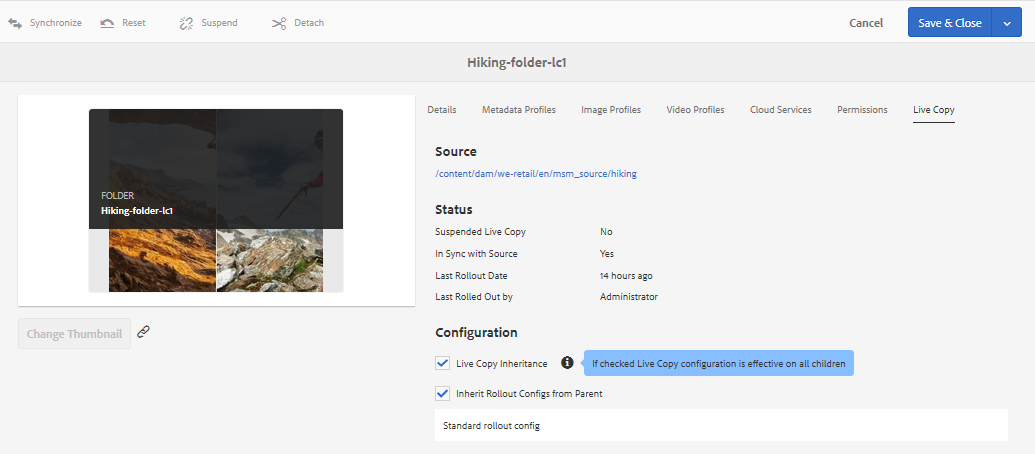 Synchronize Reset Suspend Detach Cancel Save & Close
Hiking-folder-lc1
Details Metadata Profiles Image Profiles Video Profiles Cloud Services Permissions Live Copy
FOLDER
Hiking-folder-lc1
Change Thumbnail
Source
/content/dam/we-retail/en/msm_source/hiking
Status
Suspended Live Copy No
In Sync with Source Yes
Last Rollout Date 14 hours ago
Last Rolled Out by Administrator
Configuration
Live Copy Inheritance If checked Live Copy configuration is effective on all children
Inherit Rollout Configs from Parent
Standard rollout config